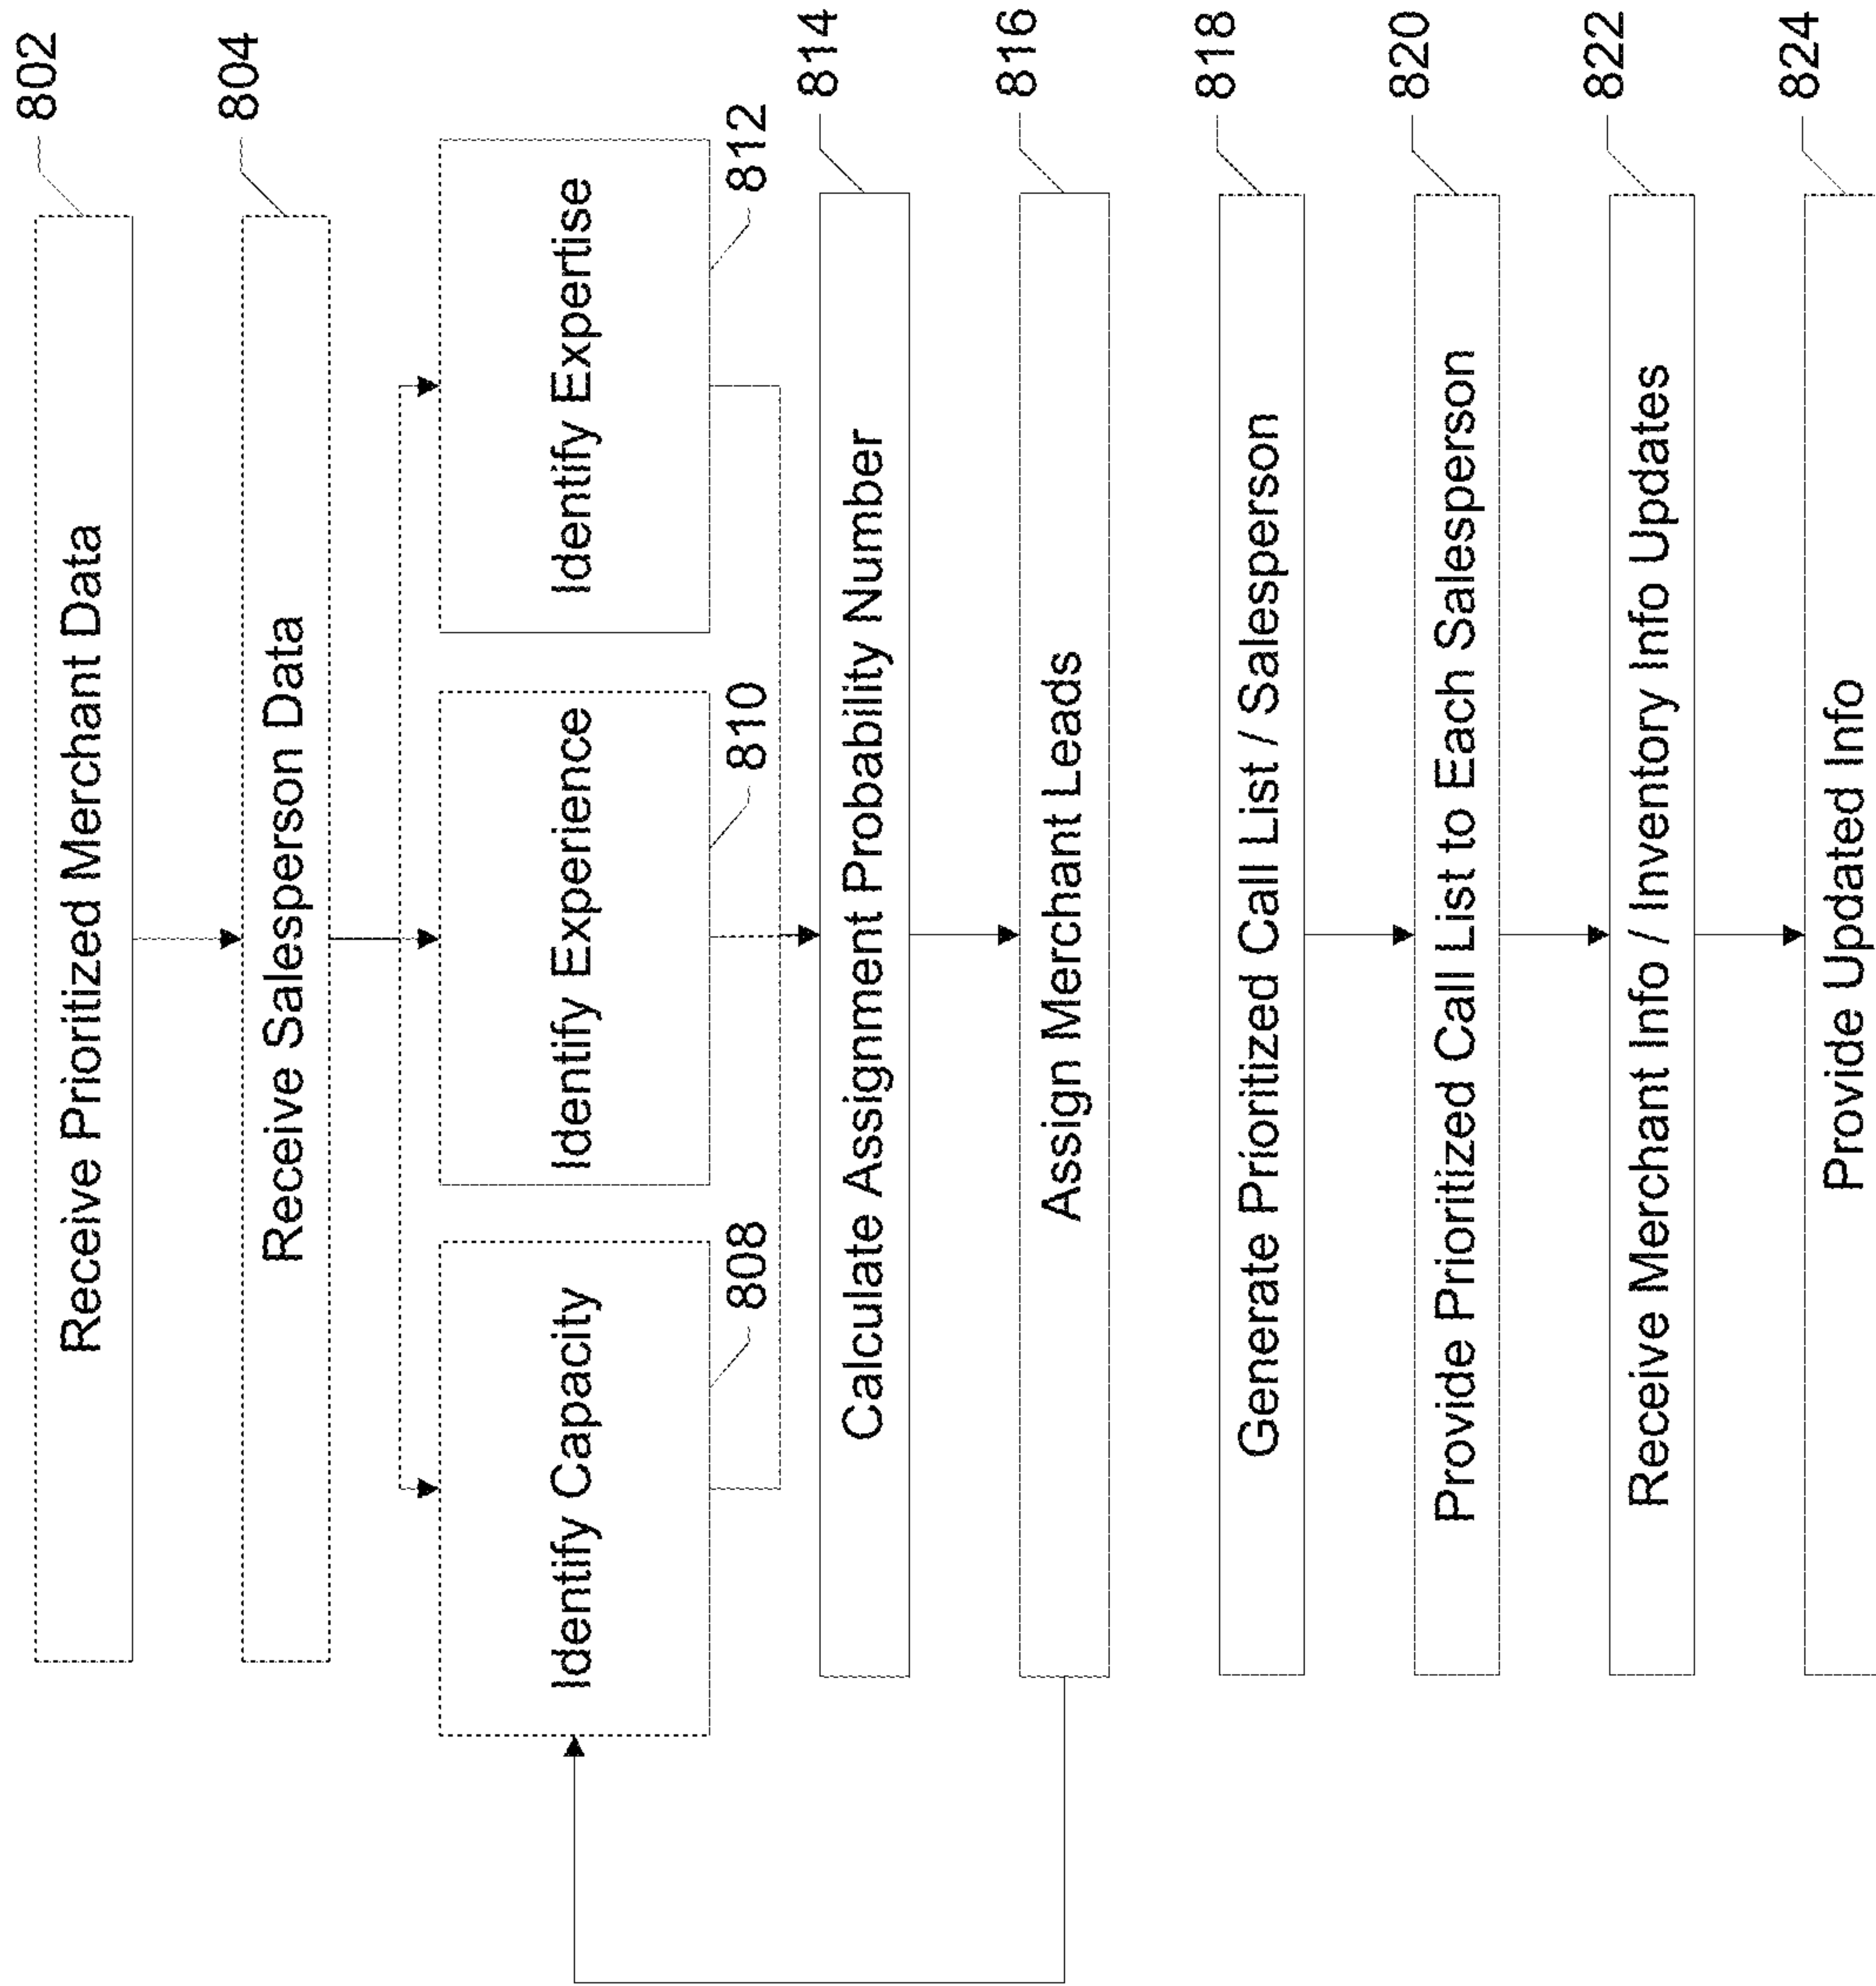 Receive Prioritized Merchant Data
802
Receive Salesperson Data
804
Identify Capacity
808
Identify Experience
810
Identify Expertise
812
Calculate Assignment Probability Number
814
Assign Merchant Leads
816
Generate Prioritized Call List / Salesperson
818
Provide Prioritized Call List to Each Salesperson
820
Receive Merchant Info / Inventory Info Updates
822
Provide Updated Info
824